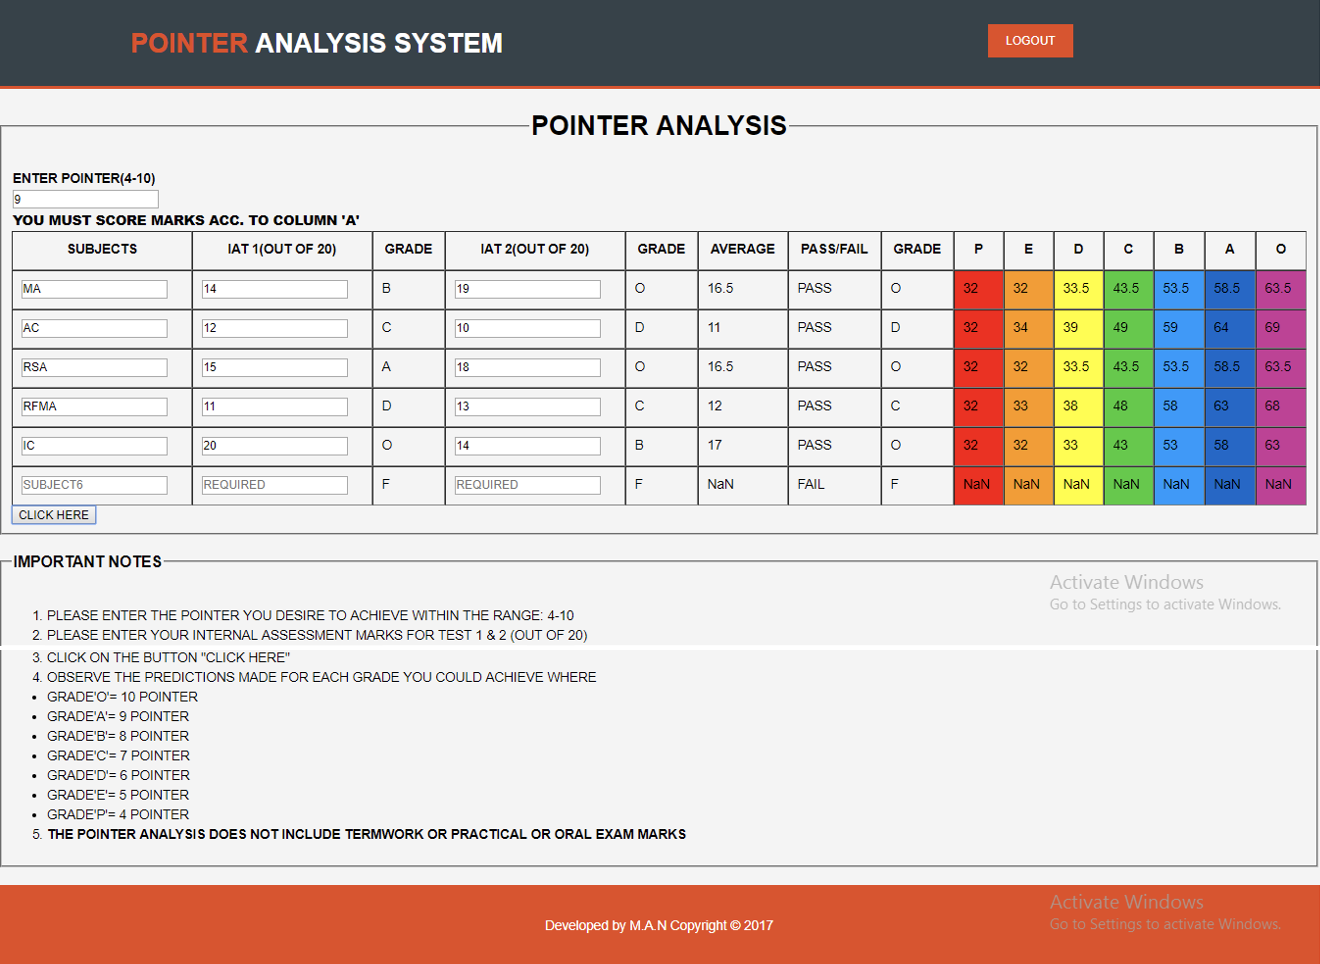 POINTER ANALYSIS SYSTEM LOGOUT
POINTER ANALYSIS
ENTER POINTER(4-10)
9
YOU MUST SCORE MARKS ACC. TO COLUMN 'A'
SUBJECTS IAT 1(OUT OF 20) GRADE IAT 2(OUT OF 20) GRADE AVERAGE PASS/FAIL GRADE P E D C B A O
MA 14 B 19 O 16.5 PASS O 32 32 33.5 43.5 53.5 58.5 63.5
AC 12 C 10 D 11 PASS D 32 34 39 49 59 64 69
RSA 15 A 18 O 16.5 PASS O 32 32 33.5 43.5 53.5 58.5 63.5
RFMA 11 D 13 C 12 PASS C 32 33 38 48 58 63 68
IC 20 O 14 B 17 PASS O 32 32 33 43 53 58 63
SUBJECT6 REQUIRED F REQUIRED F NaN FAIL F NaN NaN NaN NaN NaN NaN NaN
CLICK HERE
IMPORTANT NOTES
Activate Windows
Go to Settings to activate Windows.
1. PLEASE ENTER THE POINTER YOU DESIRE TO ACHIEVE WITHIN THE RANGE: 4-10
2. PLEASE ENTER YOUR INTERNAL ASSESSMENT MARKS FOR TEST 1 & 2 (OUT OF 20)
3. CLICK ON THE BUTTON "CLICK HERE"
4. OBSERVE THE PREDICTIONS MADE FOR EACH GRADE YOU COULD ACHIEVE WHERE
• GRADE'O'= 10 POINTER
• GRADE'A'= 9 POINTER
• GRADE'B'= 8 POINTER
• GRADE'C'= 7 POINTER
• GRADE'D'= 6 POINTER
• GRADE'E'= 5 POINTER
• GRADE'P'= 4 POINTER
5. THE POINTER ANALYSIS DOES NOT INCLUDE TERMWORK OR PRACTICAL OR ORAL EXAM MARKS
Activate Windows
Go to Settings to activate Windows.
Developed by M.A.N Copyright © 2017